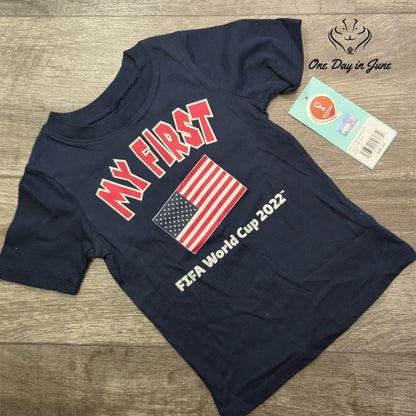 One Day in June
MY FIRST
FIFA World Cup 2022™